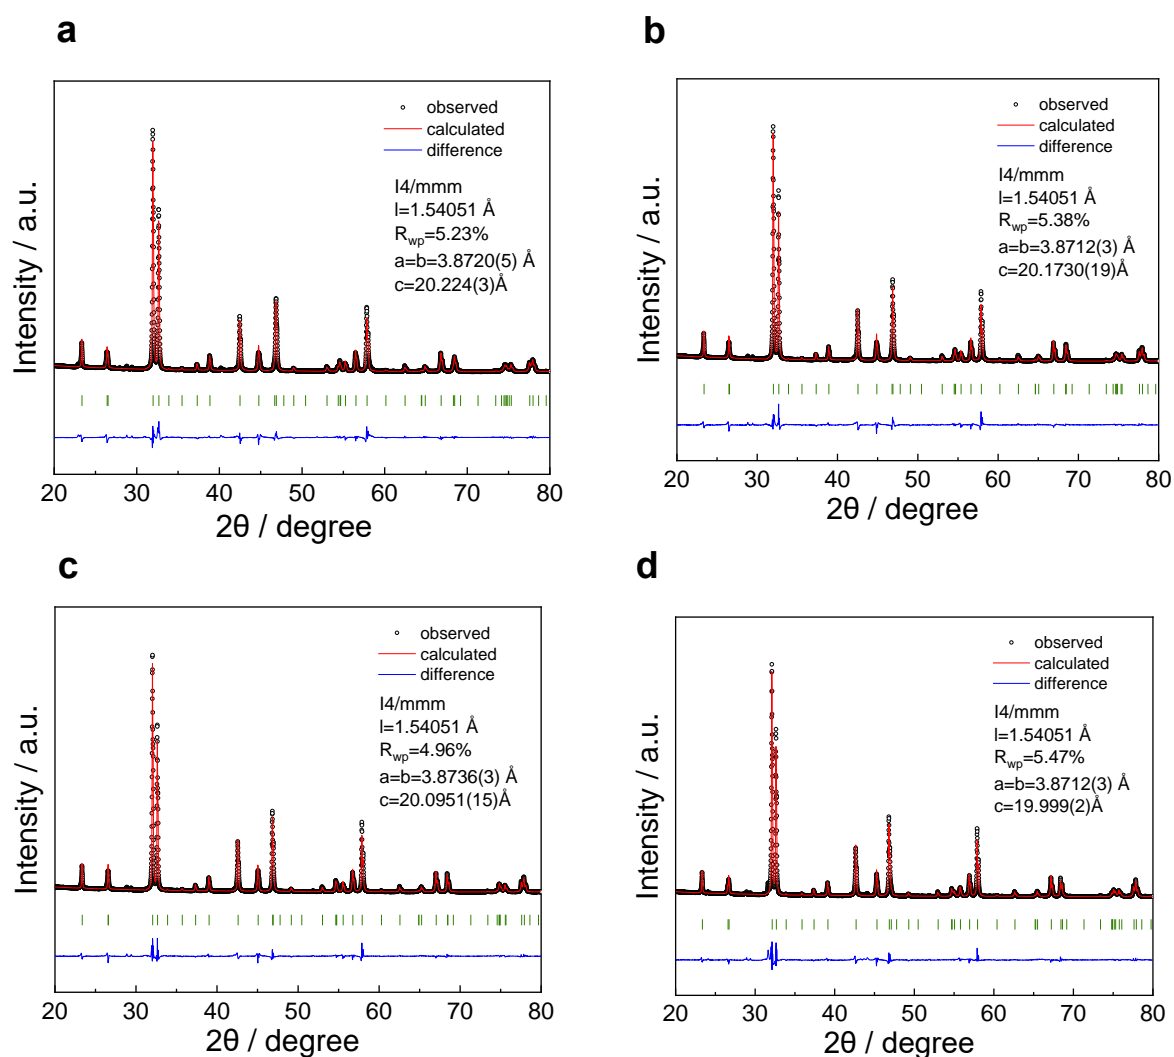 a
observed
calculated
difference
I4/mmm
l=1.54051 Å
Rwp=5.23%
a=b=3.8720(5) Å
c=20.224(3)Å
Intensity / a.u.
20 30 40 50 60 70 80
2θ / degree
b
observed
calculated
difference
I4/mmm
l=1.54051 Å
Rwp=5.38%
a=b=3.8712(3) Å
c=20.1730(19)Å
Intensity / a.u.
20 30 40 50 60 70 80
2θ / degree
c
observed
calculated
difference
I4/mmm
l=1.54051 Å
Rwp=4.96%
a=b=3.8736(3) Å
c=20.0951(15)Å
Intensity / a.u.
20 30 40 50 60 70 80
2θ / degree
d
observed
calculated
difference
I4/mmm
l=1.54051 Å
Rwp=5.47%
a=b=3.8712(3) Å
c=19.999(2)Å
Intensity / a.u.
20 30 40 50 60 70 80
2θ / degree